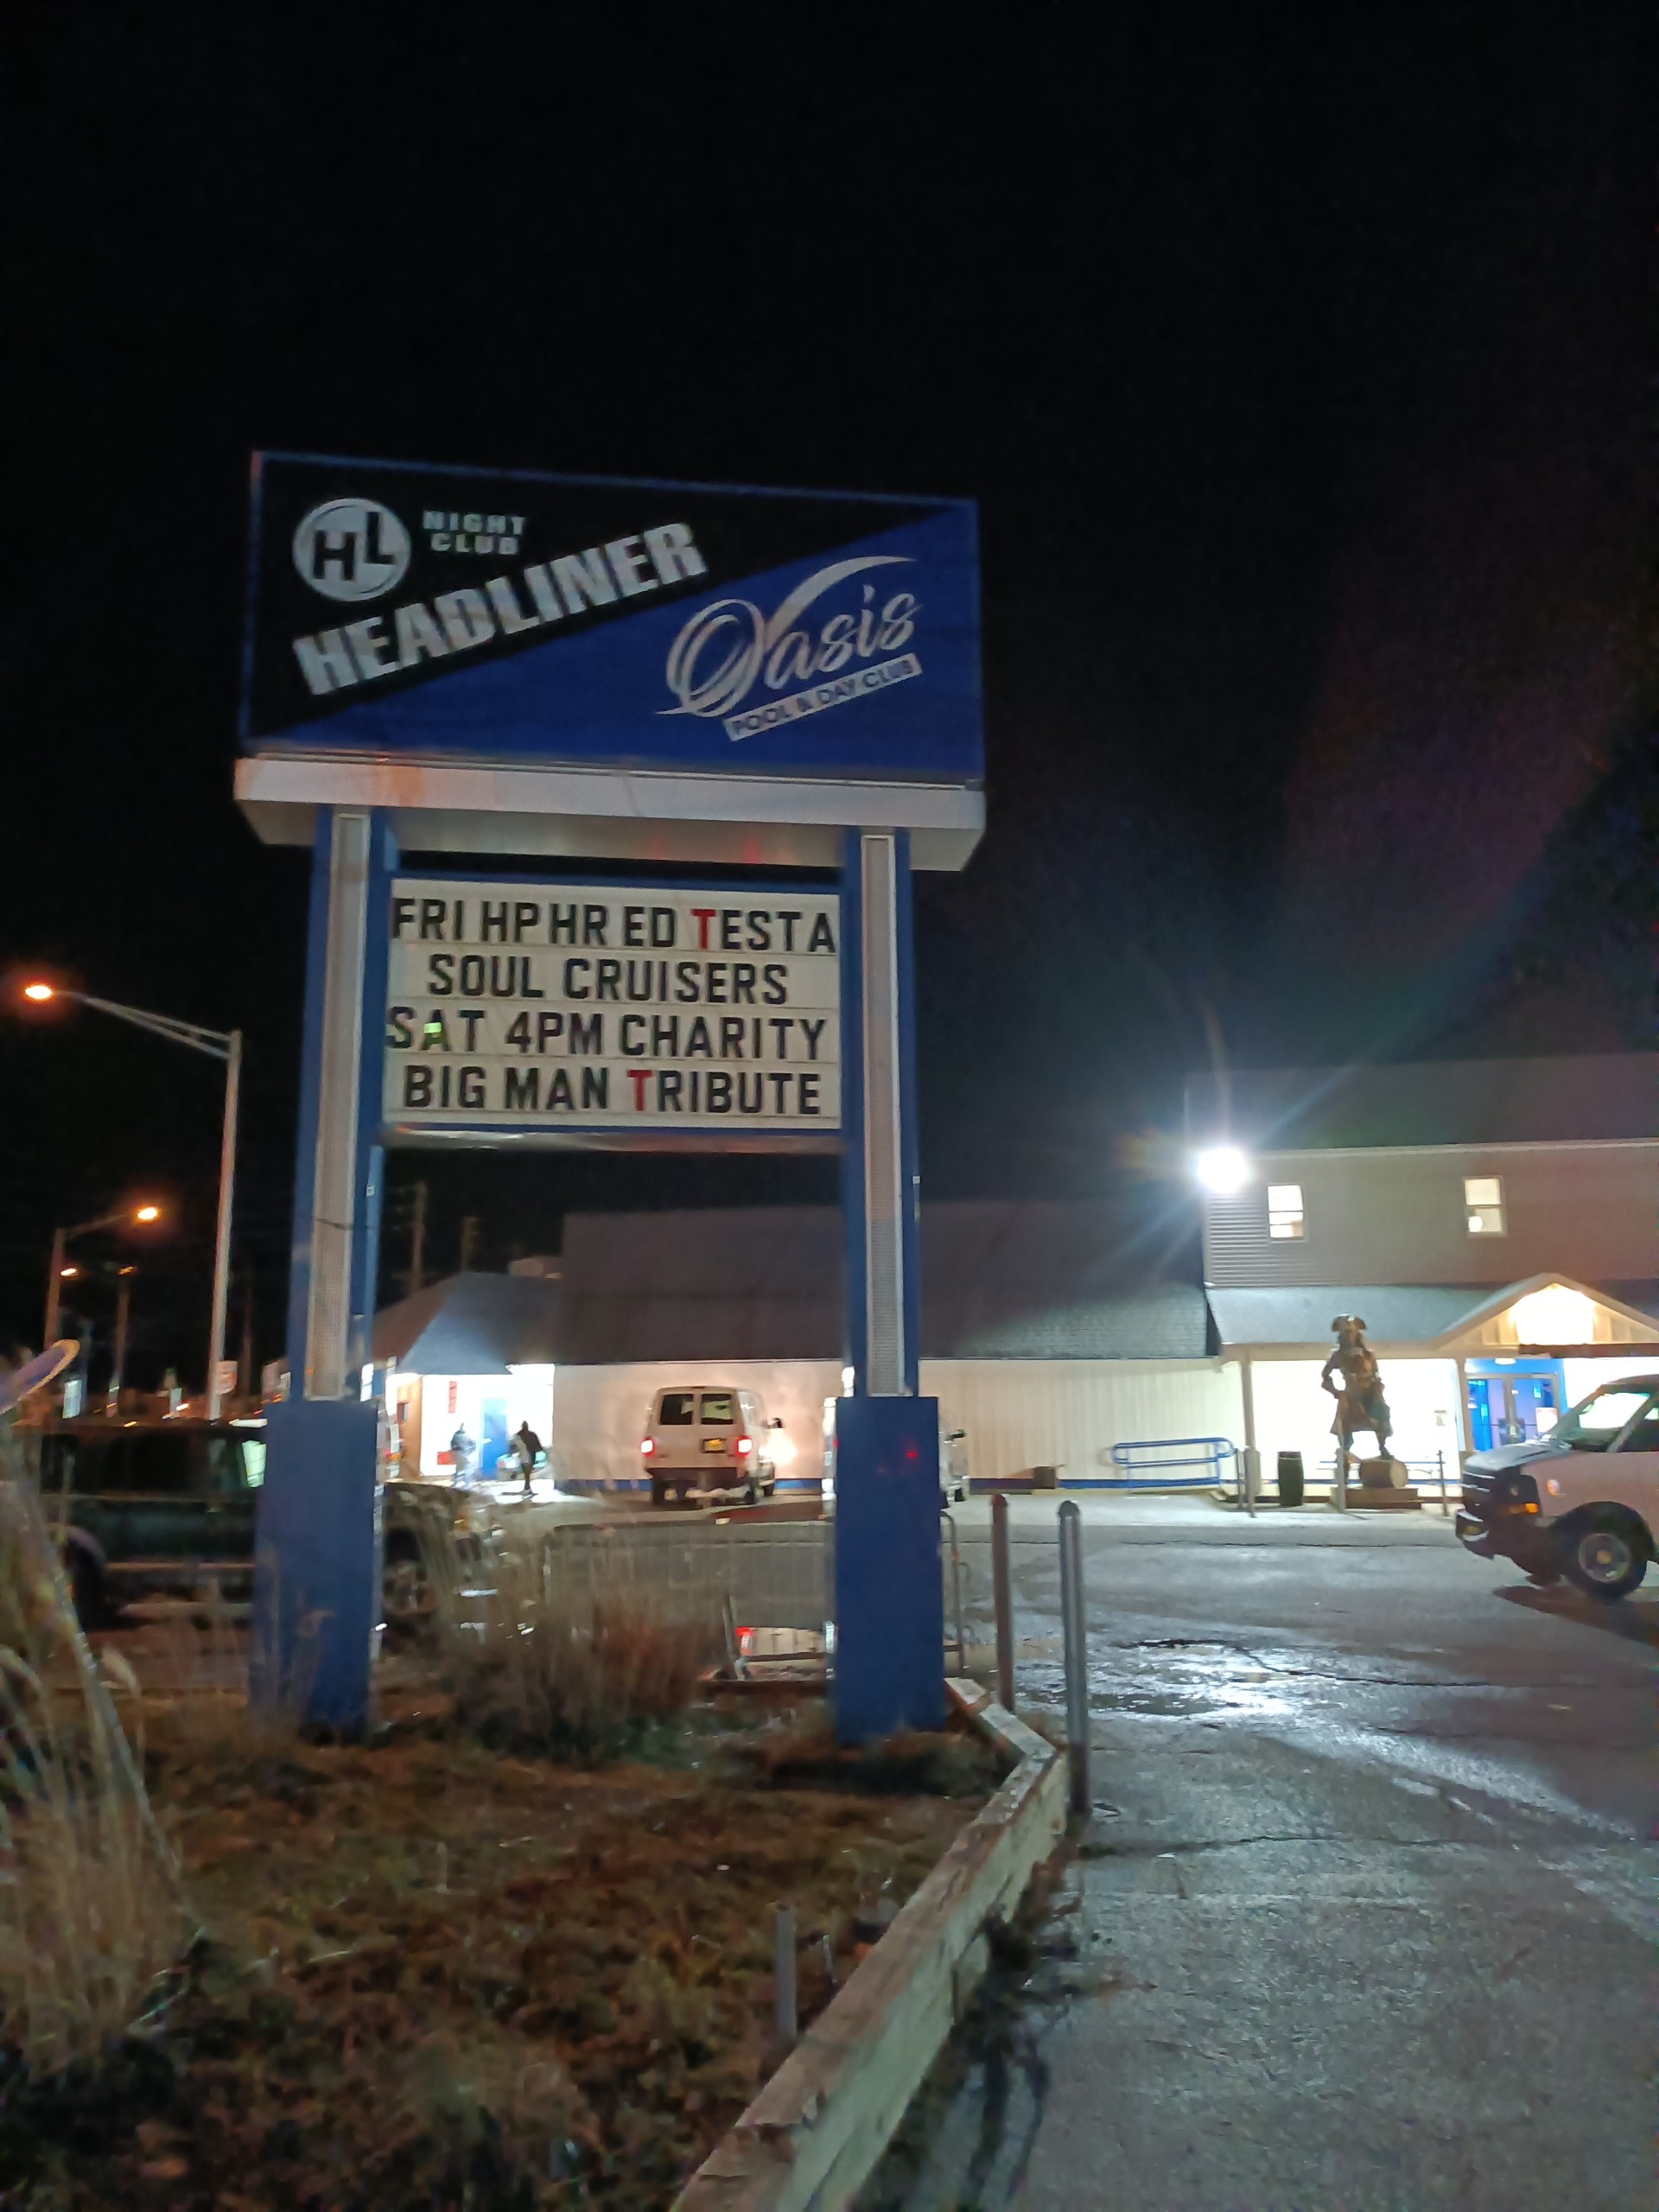 HL
NIGHT
CLUB
HEADLINER
Oasis
POOL & DAY CLUB
FRI HP HR ED TESTA
SOUL CRUISERS
SAT 4PM CHARITY
BIG MAN TRIBUTE